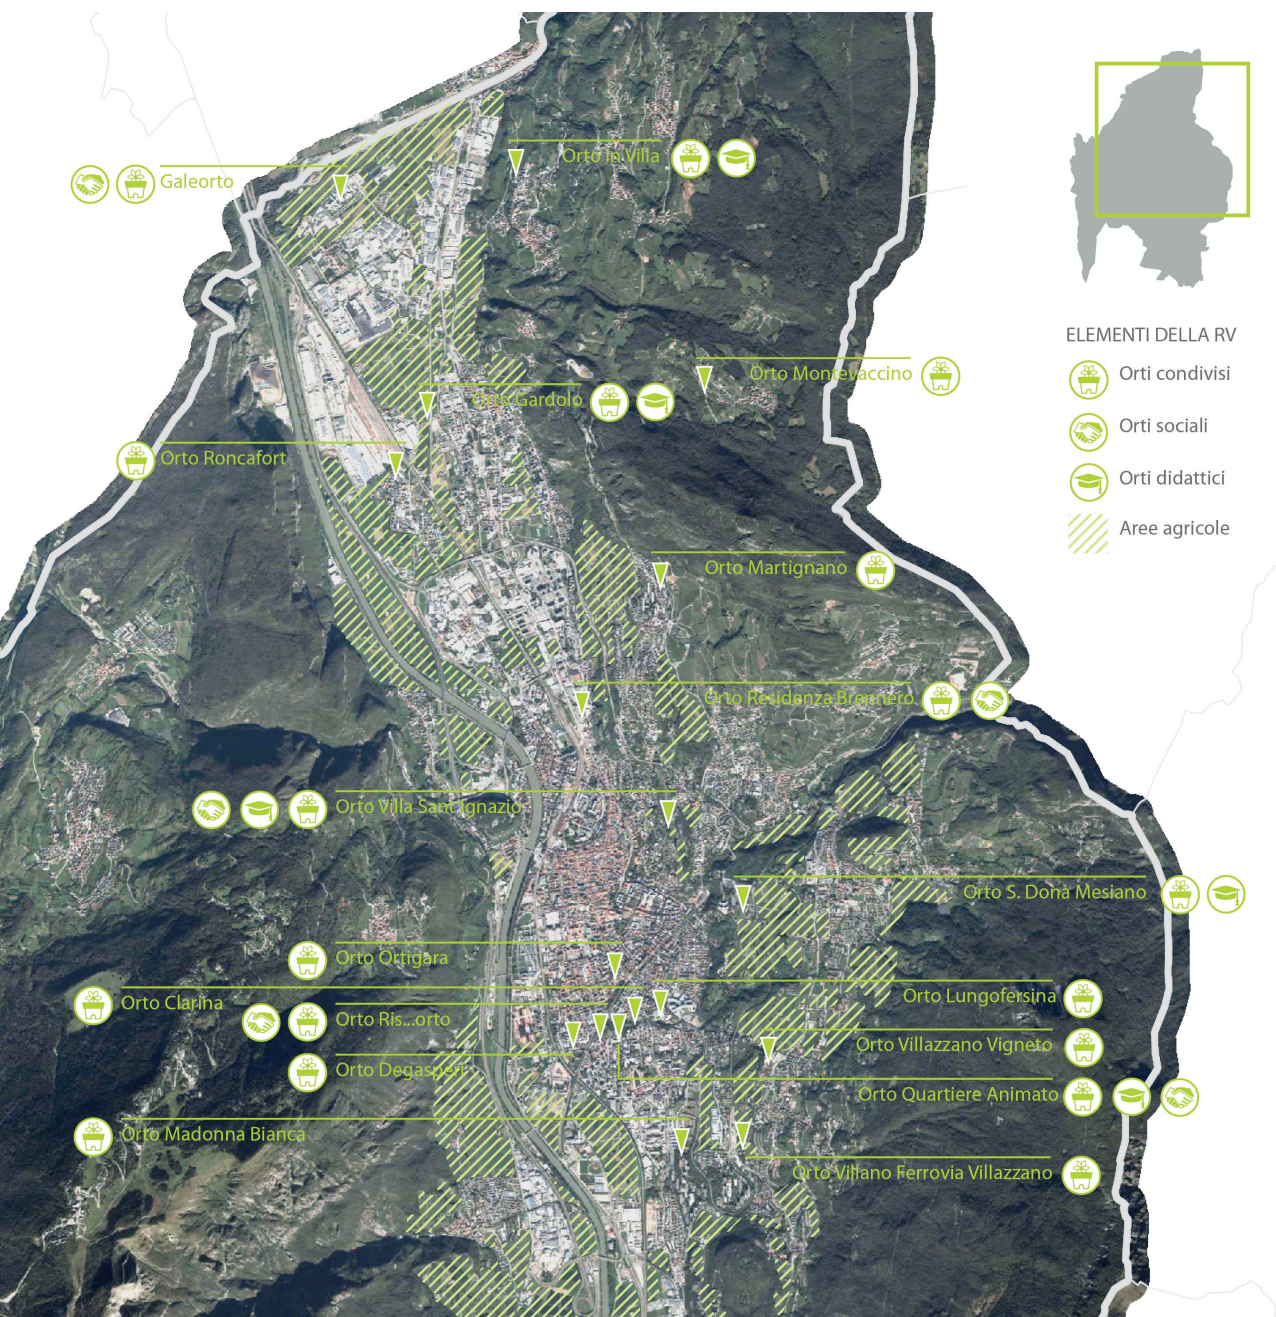 Orto in Villa
Galeorto
ELEMENTI DELLA RV
Orti condivisi
Orti sociali
Orti didattici
Aree agricole
Orto Montevaccino
Orto Gardolo
Orto Roncafort
Orto Martignano
Orto Residenza Brennero
Orto Villa Sant'Ignazio
Orto S. Donà Mesiano
Orto Ortigara
Orto Clarina
Orto Lungofersina
Orto Ris...orto
Orto Villazzano Vigneto
Orto Degasperi
Orto Quartiere Animato
Orto Madonna Bianca
Orto Villano Ferrovia Villazzano